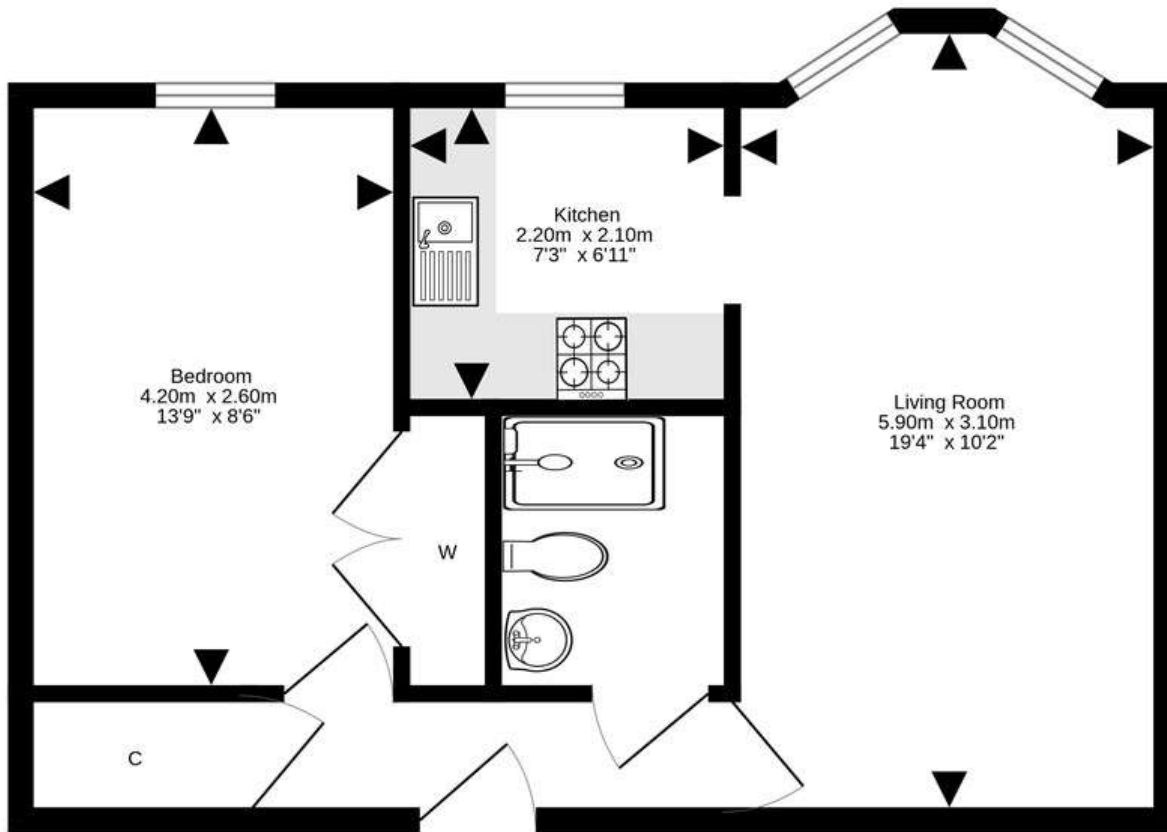 Kitchen
2.20m x 2.10m
7'3" x 6'11"
Bedroom
4.20m x 2.60m
13'9" x 8'6"
Living Room
5.90m x 3.10m
19'4" x 10'2"
W
C